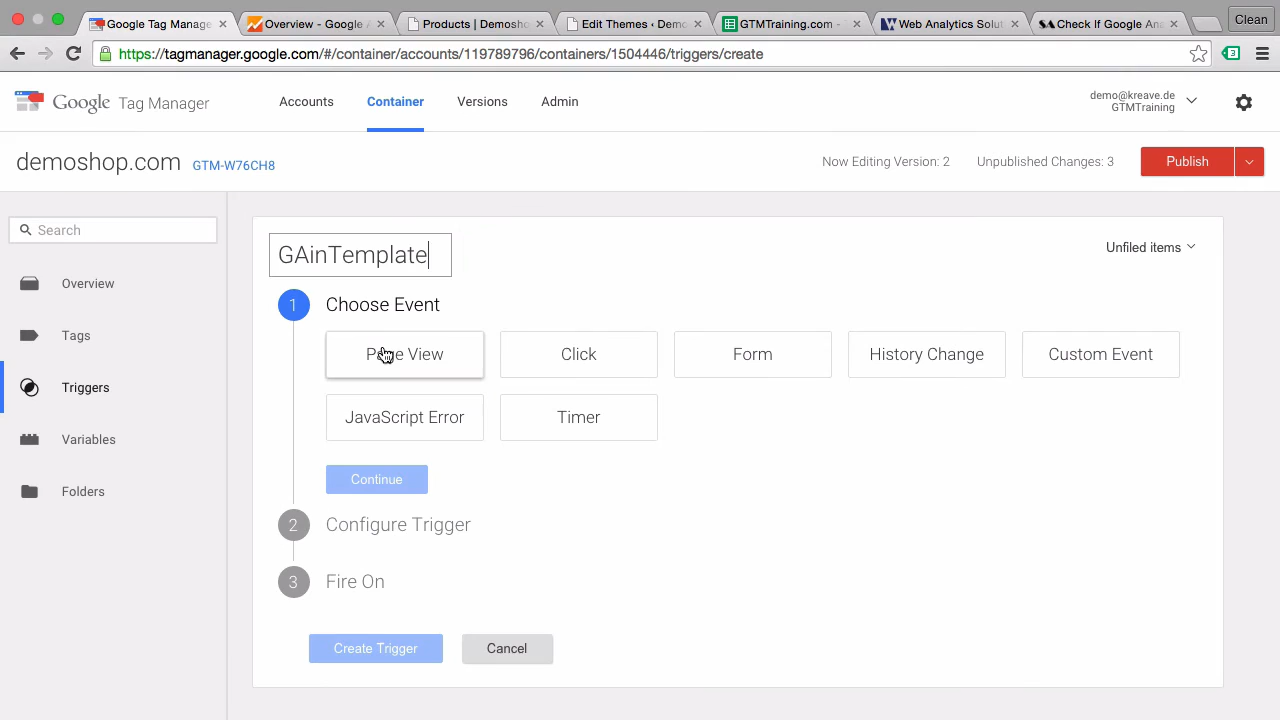 Google Tag Manage
Overview - Google A
Products | Demosh
Edit Themes ‹ Demo
GTMTraining.com - S
Web Analytics Solut
Check If Google An
Clean
https://tagmanager.google.com/#/container/accounts/119789796/containers/1504446/triggers/create
3
Google Tag Manager
Accounts
Container
Versions
Admin
demo@kreave.de
GTMTraining
demoshop.com GTM-W76CH8
Now Editing Version: 2
Unpublished Changes: 3
Publish
Search
Overview
Tags
Triggers
Variables
Folders
GAinTemplate
Unfiled items
1 Choose Event
Page View
Click
Form
History Change
Custom Event
JavaScript Error
Timer
Continue
2 Configure Trigger
3 Fire On
Create Trigger
Cancel